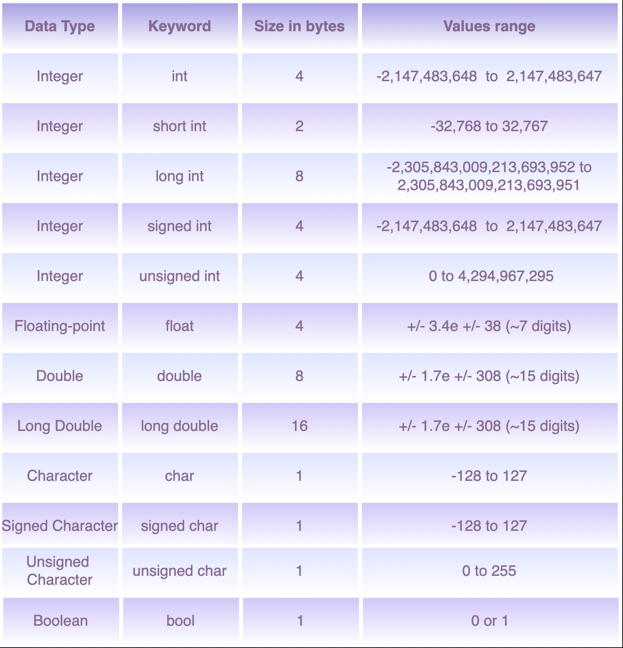 Data Type Keyword Size in bytes Values range
Integer int 4 -2,147,483,648 to 2,147,483,647
Integer short int 2 -32,768 to 32,767
Integer long int 8 -2,305,843,009,213,693,952 to
2,305,843,009,213,693,951
Integer signed int 4 -2,147,483,648 to 2,147,483,647
Integer unsigned int 4 0 to 4,294,967,295
Floating-point float 4 +/- 3.4e +/- 38 (~7 digits)
Double double 8 +/- 1.7e +/- 308 (~15 digits)
Long Double long double 16 +/- 1.7e +/- 308 (~15 digits)
Character char 1 -128 to 127
Signed Character signed char 1 -128 to 127
Unsigned
Character unsigned char 1 0 to 255
Boolean bool 1 0 or 1